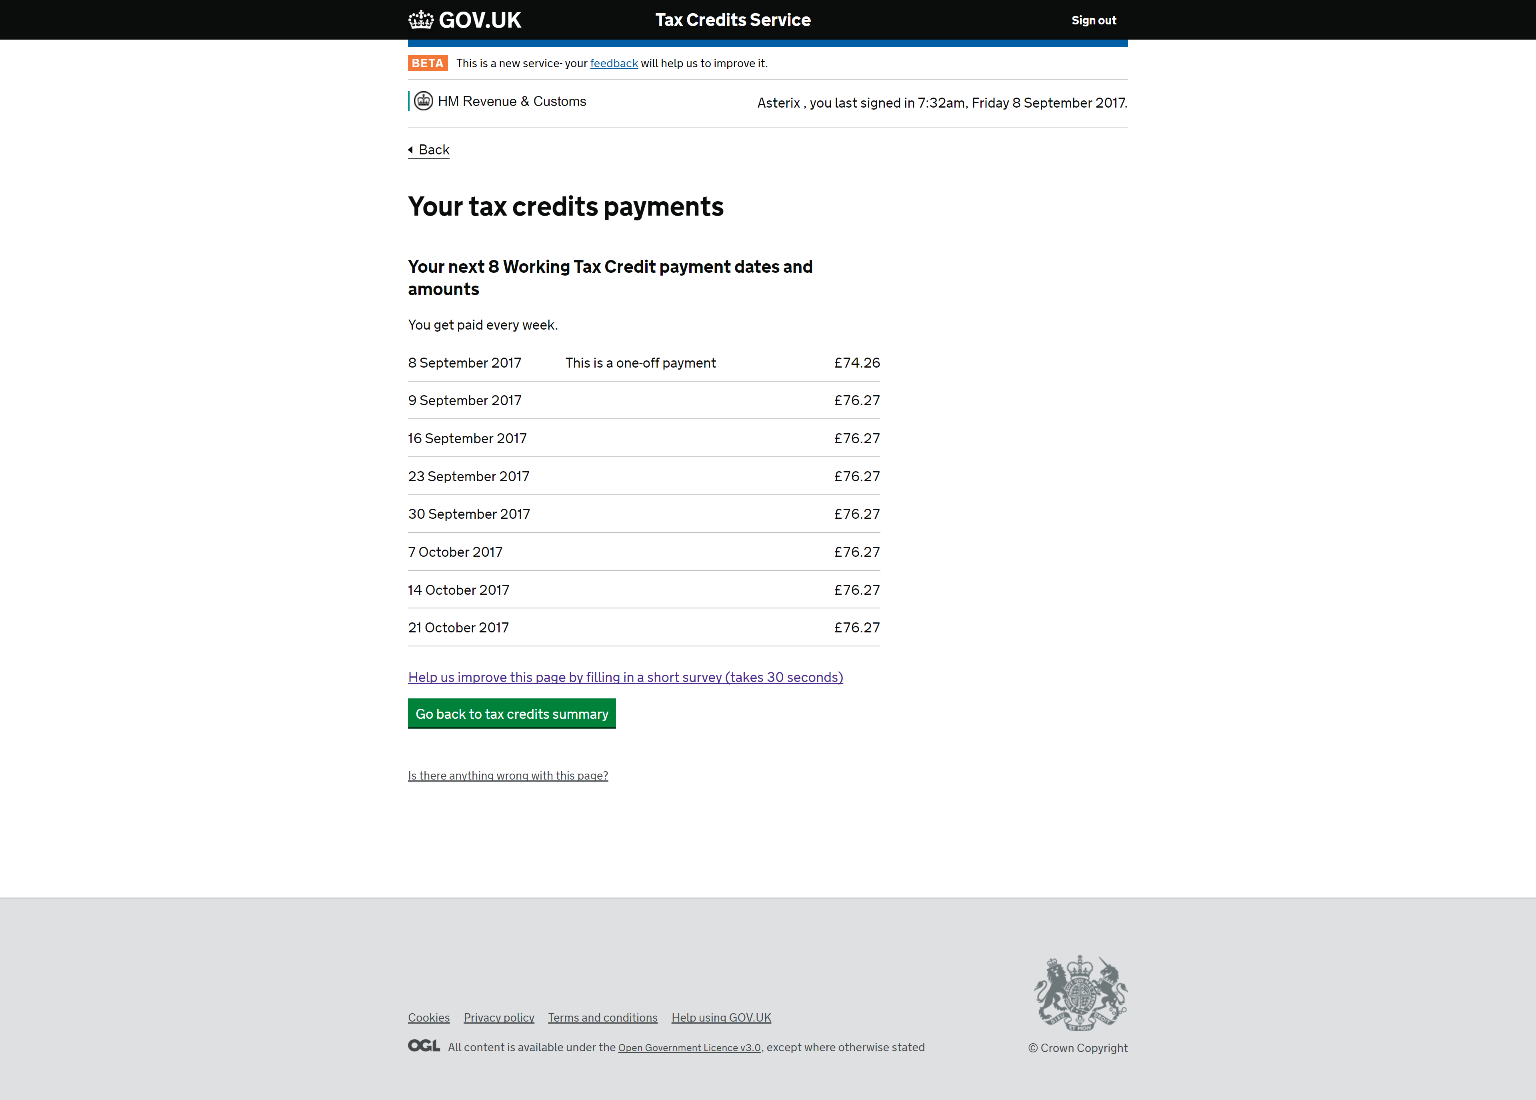 GOV.UK Tax Credits Service Sign out
BETA This is a new service- your feedback will help us to improve it.
HM Revenue & Customs Asterix , you last signed in 7:32am, Friday 8 September 2017.
Back
Your tax credits payments
Your next 8 Working Tax Credit payment dates and
amounts
You get paid every week.
8 September 2017 This is a one-off payment £74.26
9 September 2017 £76.27
16 September 2017 £76.27
23 September 2017 £76.27
30 September 2017 £76.27
7 October 2017 £76.27
14 October 2017 £76.27
21 October 2017 £76.27
Help us improve this page by filling in a short survey (takes 30 seconds)
Go back to tax credits summary
Is there anything wrong with this page?
Cookies Privacy policy Terms and conditions Help using GOV.UK
OGL All content is available under the Open Government Licence v3.0, except where otherwise stated
© Crown Copyright